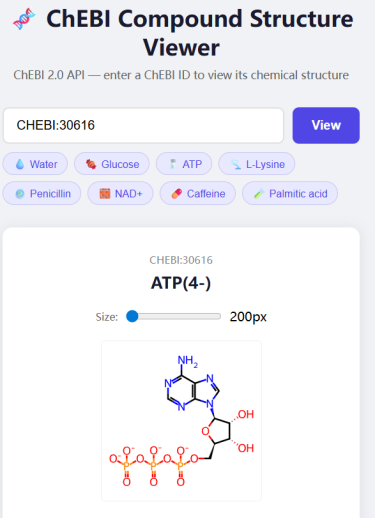 🧬 ChEBI Compound Structure
Viewer
ChEBI 2.0 API — enter a ChEBI ID to view its chemical structure
CHEBI:30616 View
💧 Water Glucose ATP L-Lysine
Penicillin NAD+ Caffeine Palmitic acid
CHEBI:30616
ATP(4-)
Size: 200px
NH2
N N
N N
O OH
O⁻ O⁻ O⁻ OH
O⁻ P O P O P O
O O O